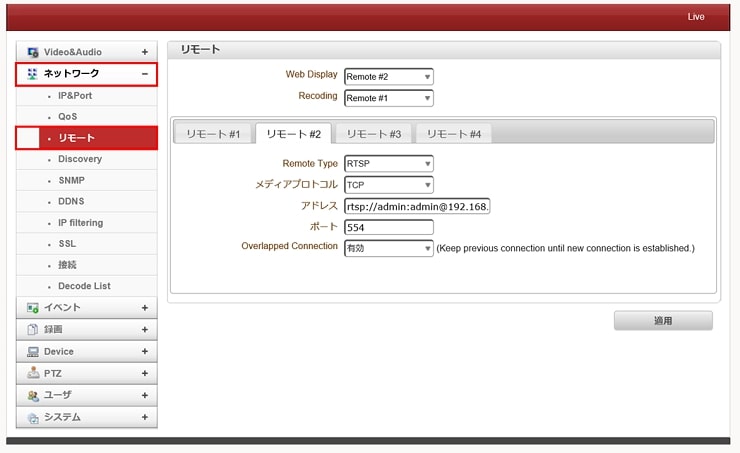 Live
Video&Audio +
ネットワーク −
IP&Port
QoS
リモート
Discovery
SNMP
DDNS
IP filtering
SSL
接続
Decode List
イベント +
録画 +
Device +
PTZ +
ユーザ +
システム +
リモート
Web Display Remote #2
Recoding Remote #1
リモート #1 リモート #2 リモート #3 リモート #4
Remote Type RTSP
メディアプロトコル TCP
アドレス rtsp://admin:admin@192.168.
ポート 554
Overlapped Connection 有効 (Keep previous connection until new connection is established.)
適用